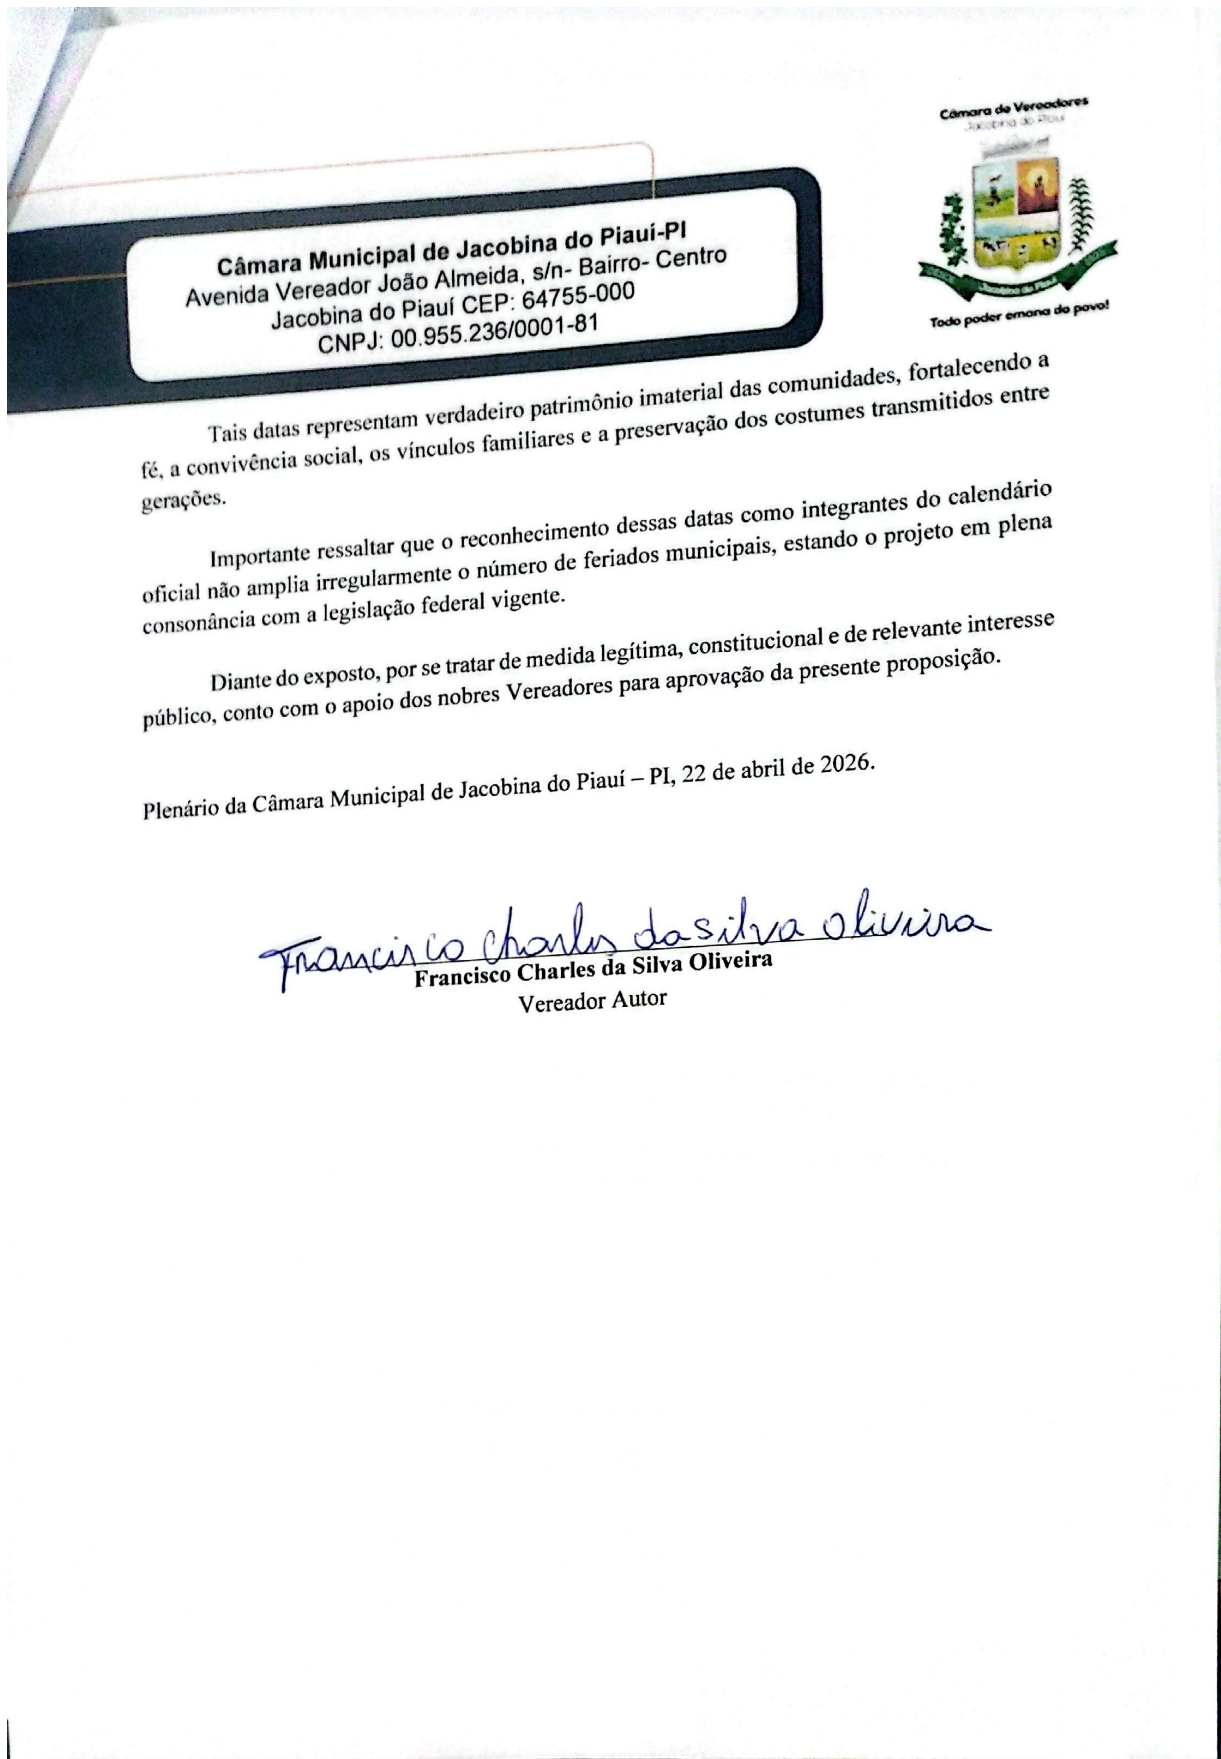 Câmara de Vereadores
Jacobina do Piauí
Câmara Municipal de Jacobina do Piauí-PI
Avenida Vereador João Almeida, s/n- Bairro- Centro
Jacobina do Piauí CEP: 64755-000
CNPJ: 00.955.236/0001-81
Jacobina do Piauí
Todo poder emana do povo!
Tais datas representam verdadeiro patrimônio imaterial das comunidades, fortalecendo a
fé, a convivência social, os vínculos familiares e a preservação dos costumes transmitidos entre
gerações.
Importante ressaltar que o reconhecimento dessas datas como integrantes do calendário
oficial não amplia irregularmente o número de feriados municipais, estando o projeto em plena
consonância com a legislação federal vigente.
Diante do exposto, por se tratar de medida legítima, constitucional e de relevante interesse
público, conto com o apoio dos nobres Vereadores para aprovação da presente proposição.
Plenário da Câmara Municipal de Jacobina do Piauí – PI, 22 de abril de 2026.
Francisco Charles da Silva Oliveira
Francisco Charles da Silva Oliveira
Vereador Autor